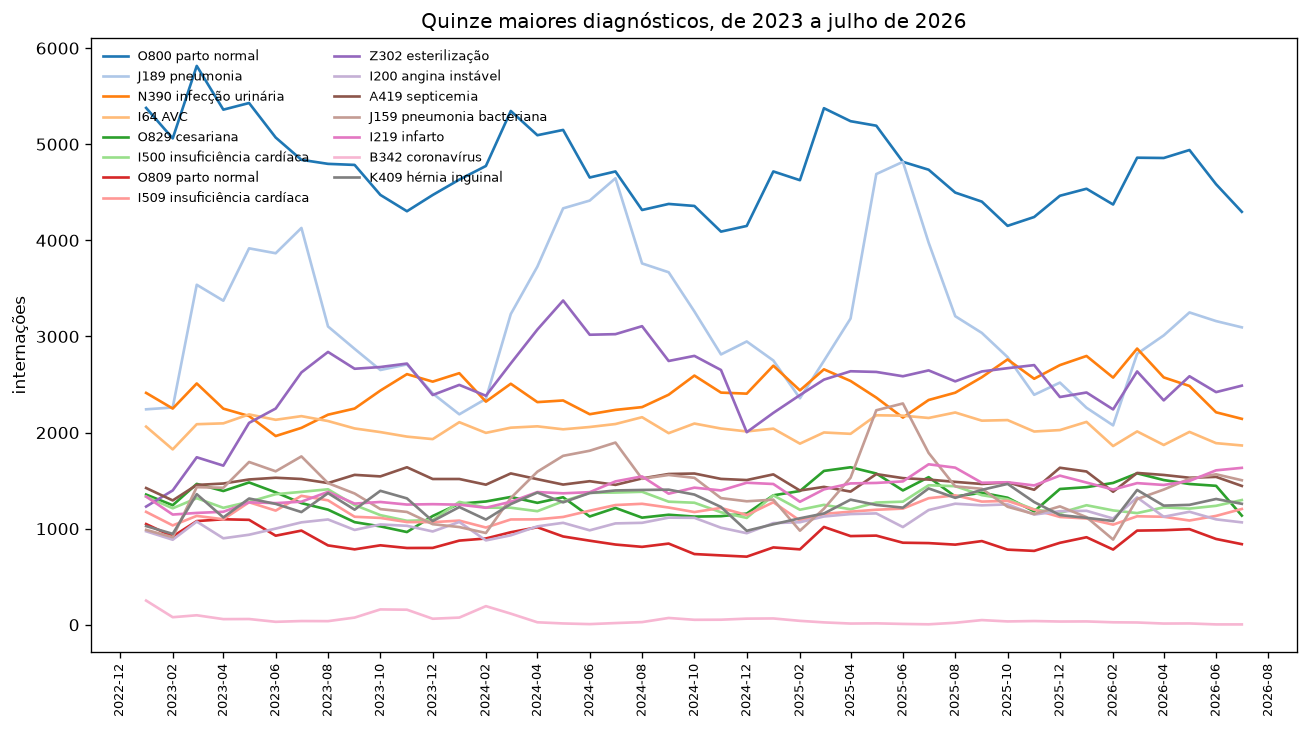 Quinze maiores diagnósticos, de 2023 a julho de 2026
internações
6000
5000
4000
3000
2000
1000
0
O800 parto normal
J189 pneumonia
N390 infecção urinária
I64 AVC
O829 cesariana
I500 insuficiência cardíaca
O809 parto normal
I509 insuficiência cardíaca
Z302 esterilização
I200 angina instável
A419 septicemia
J159 pneumonia bacteriana
I219 infarto
B342 coronavírus
K409 hérnia inguinal
2022-12
2023-02
2023-04
2023-06
2023-08
2023-10
2023-12
2024-02
2024-04
2024-06
2024-08
2024-10
2024-12
2025-02
2025-04
2025-06
2025-08
2025-10
2025-12
2026-02
2026-04
2026-06
2026-08